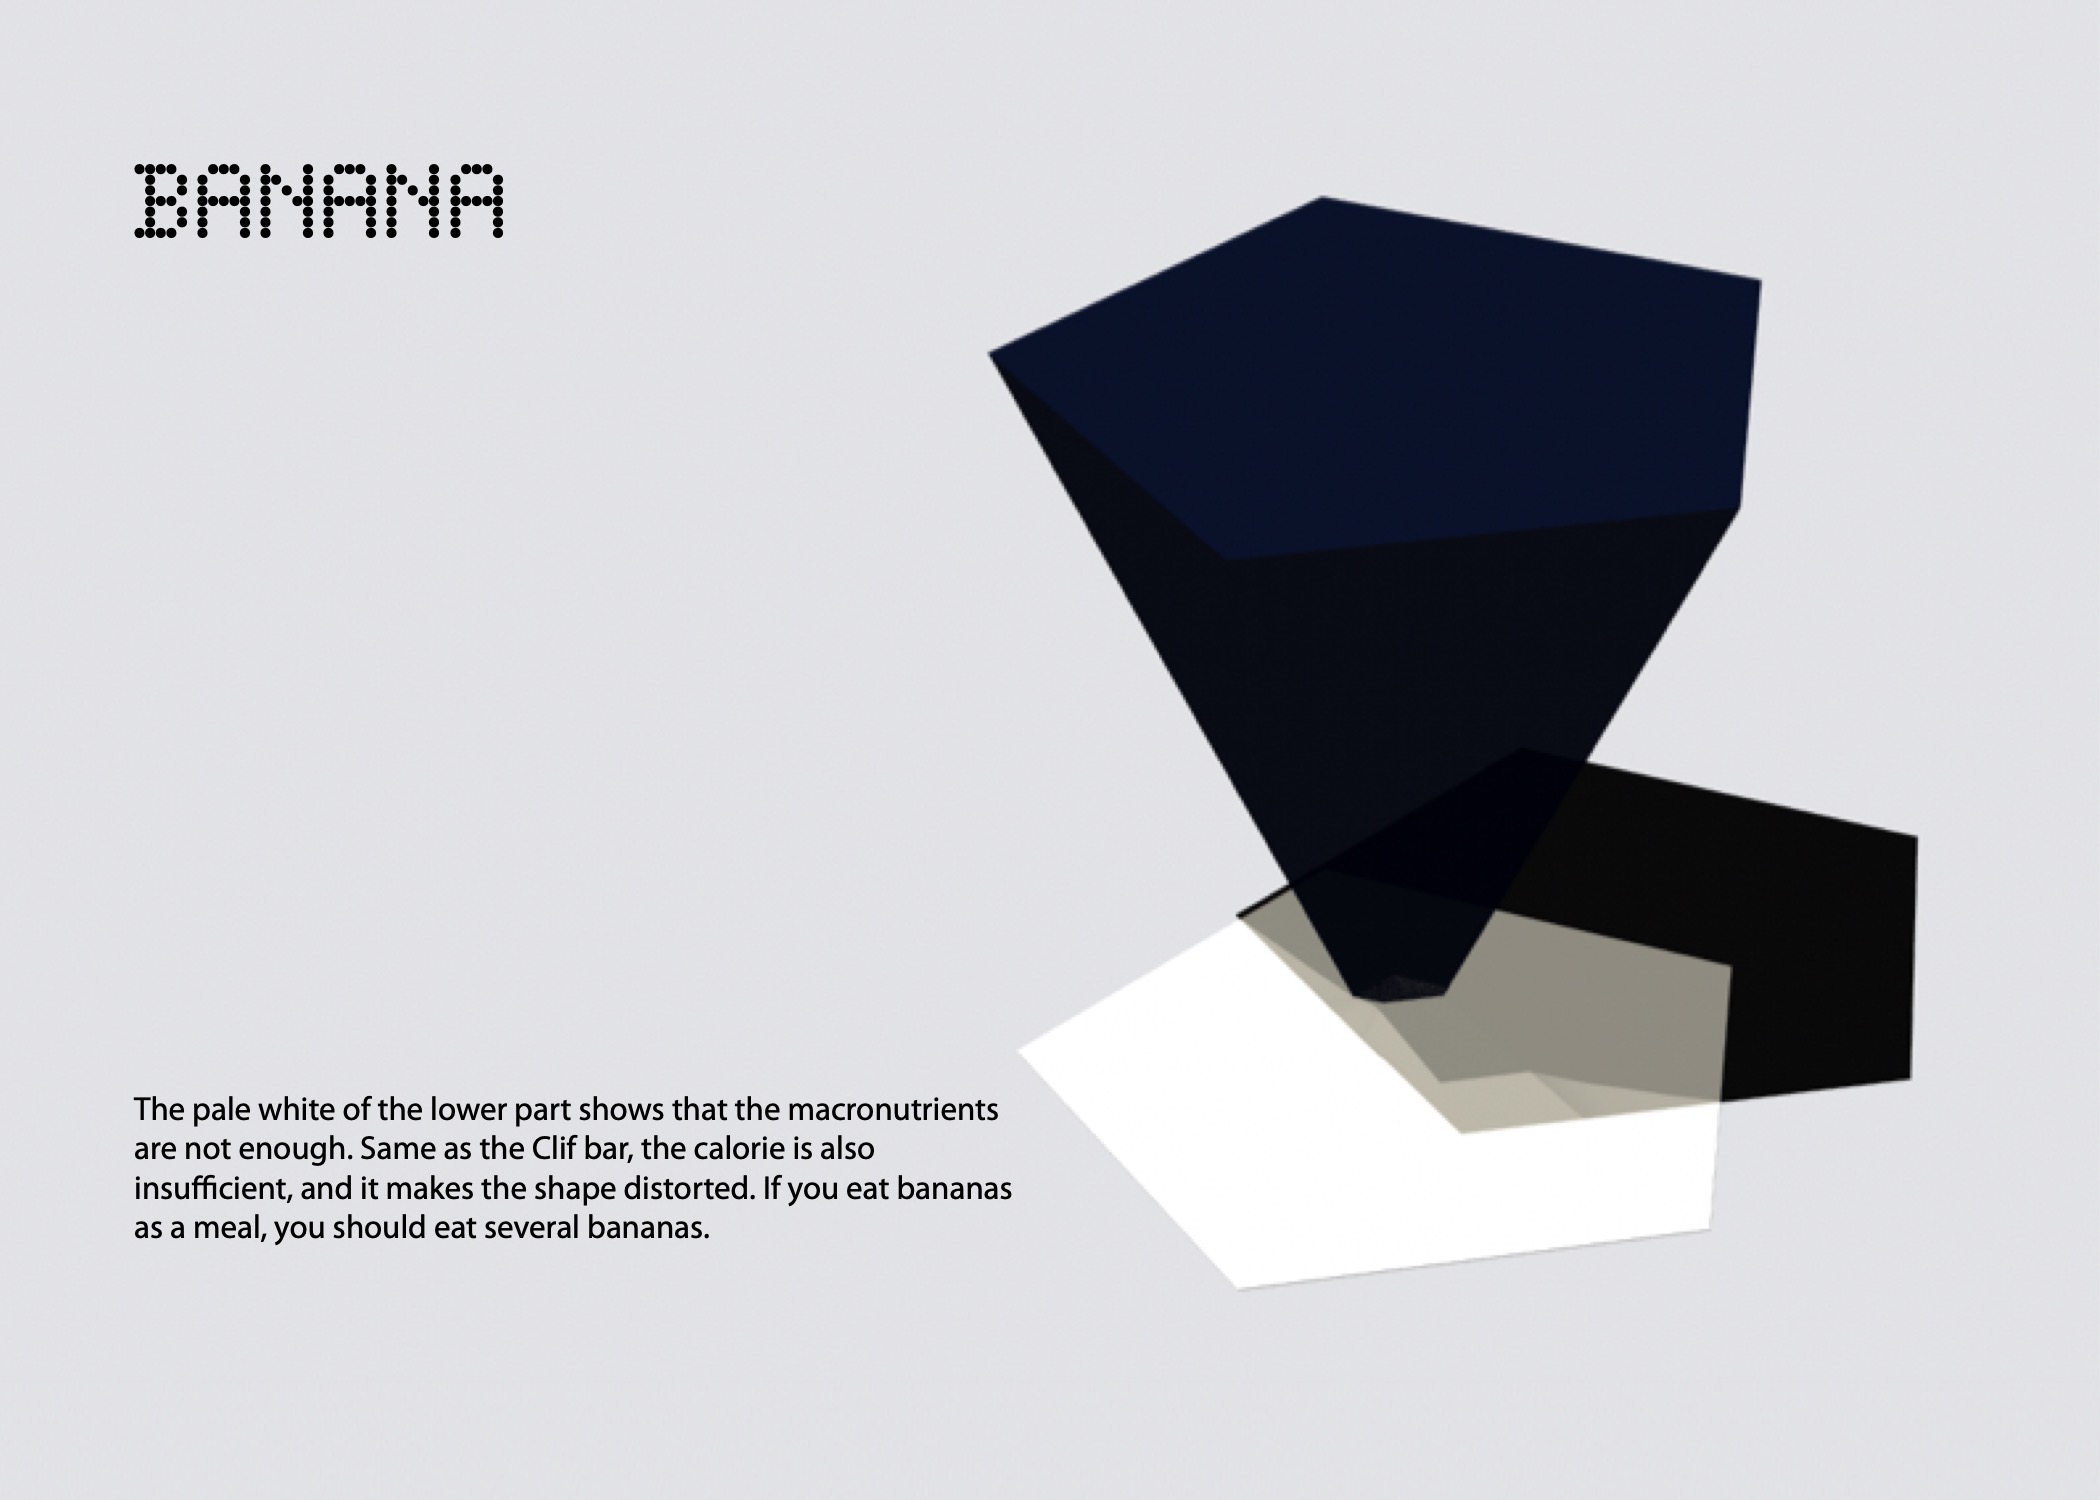 BANANA
The pale white of the lower part shows that the macronutrients
are not enough. Same as the Clif bar, the calorie is also
insufficient, and it makes the shape distorted. If you eat bananas
as a meal, you should eat several bananas.